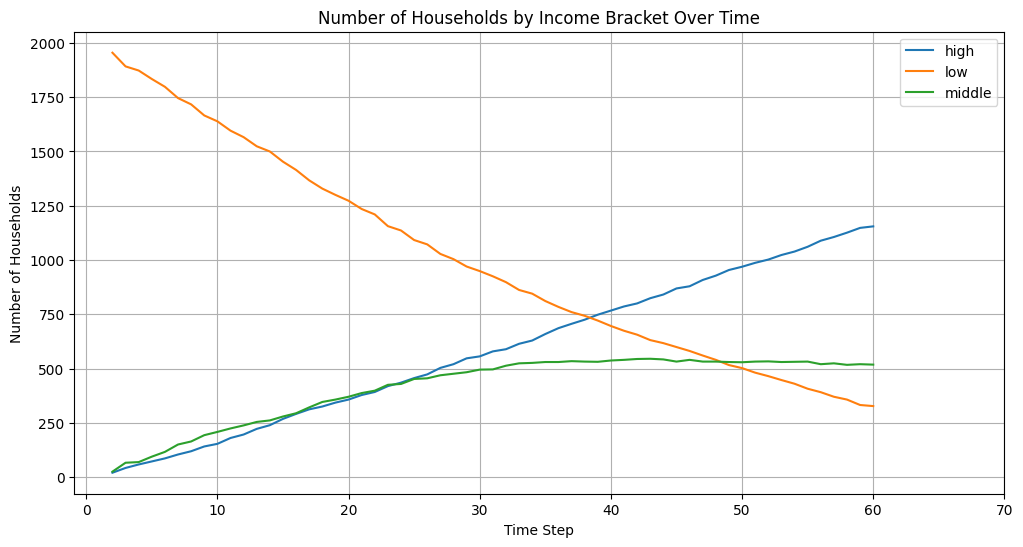 Number of Households by Income Bracket Over Time
high
low
middle
Number of Households
2000
1750
1500
1250
1000
750
500
250
0
0 10 20 30 40 50 60 70
Time Step